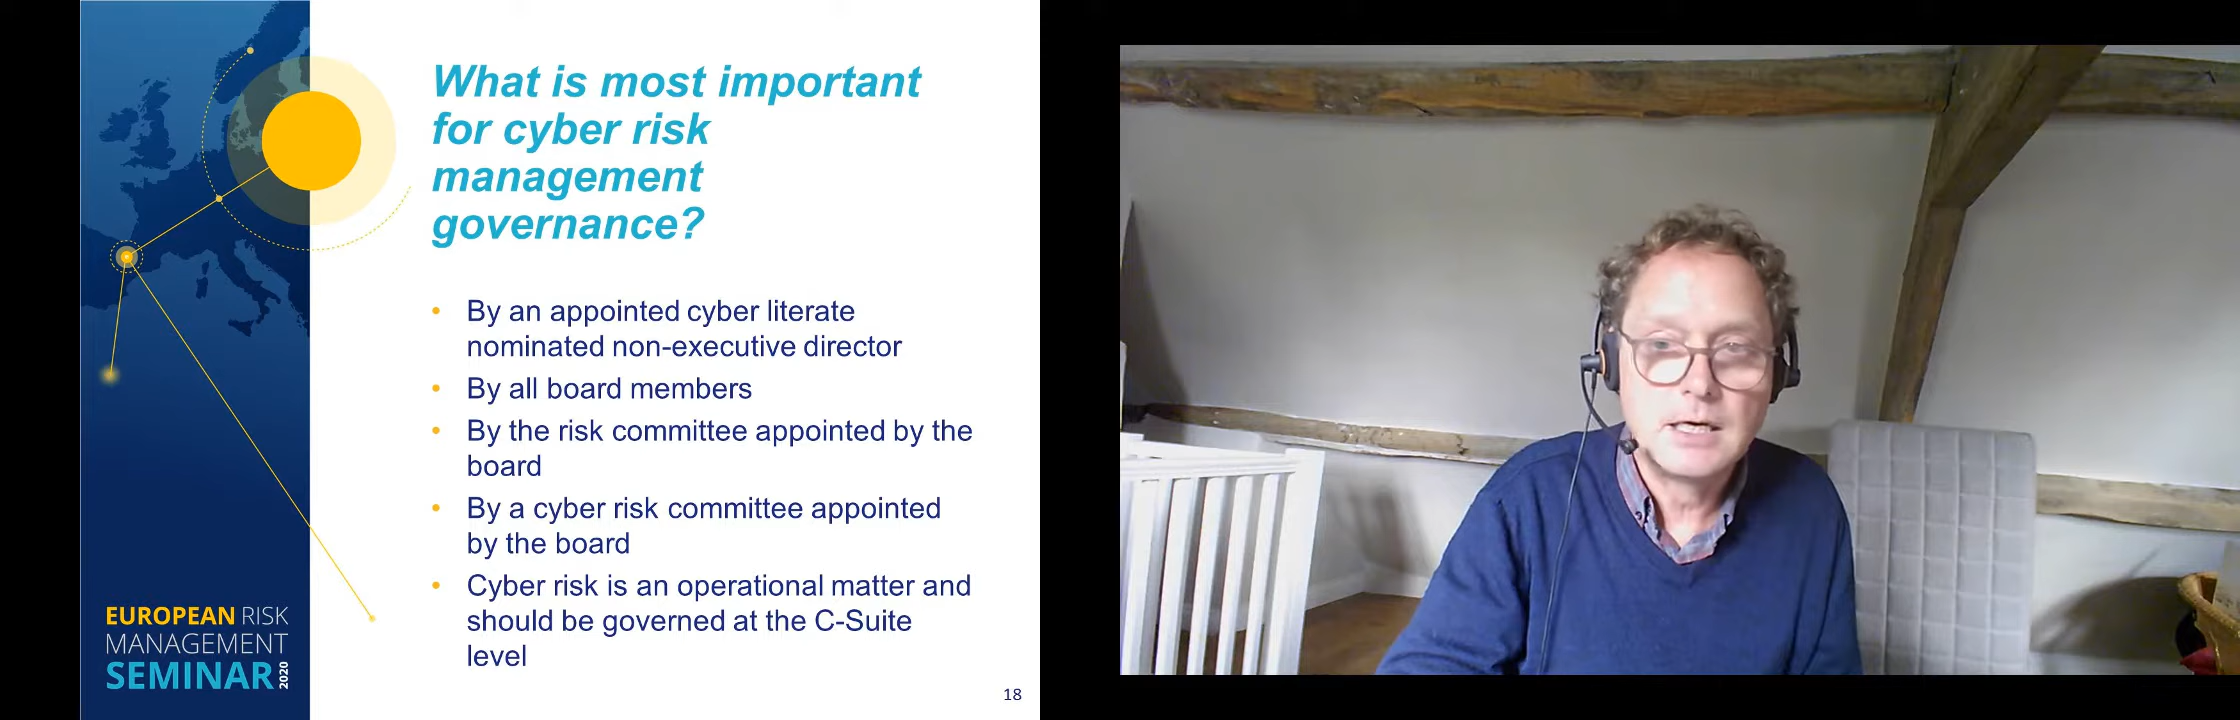 What is most important
for cyber risk
management
governance?
• By an appointed cyber literate
nominated non-executive director
• By all board members
• By the risk committee appointed by the
board
• By a cyber risk committee appointed
by the board
• Cyber risk is an operational matter and
should be governed at the C-Suite
level
EUROPEAN RISK
MANAGEMENT
SEMINAR 2020
18